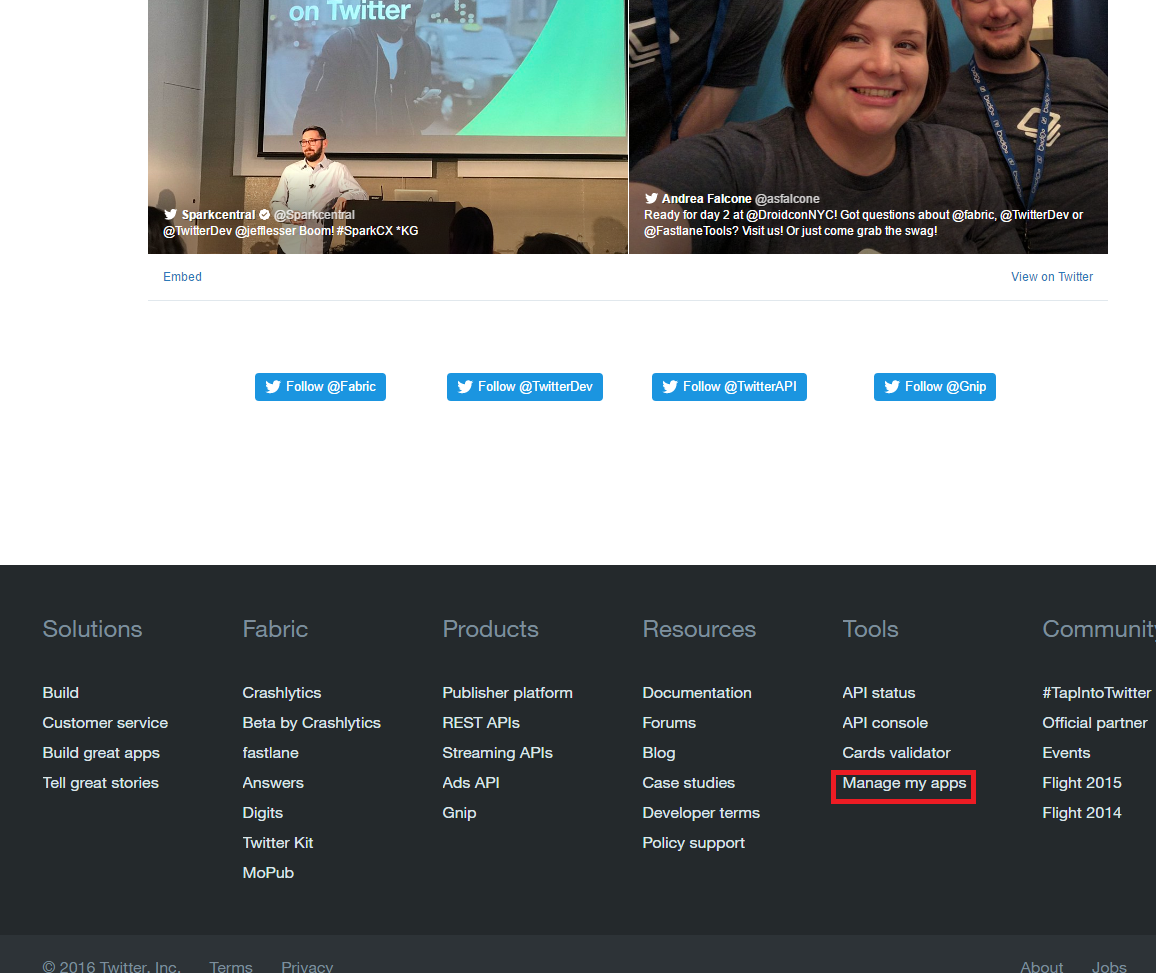 on Twitter
Sparkcentral @Sparkcentral
@TwitterDev @jefflesser Boom! #SparkCX *KG
Andrea Falcone @asfalcone
Ready for day 2 at @DroidconNYC! Got questions about @fabric, @TwitterDev or
@FastlaneTools? Visit us! Or just come grab the swag!
Embed
View on Twitter
Follow @Fabric
Follow @TwitterDev
Follow @TwitterAPI
Follow @Gnip
Solutions
Build
Customer service
Build great apps
Tell great stories
Fabric
Crashlytics
Beta by Crashlytics
fastlane
Answers
Digits
Twitter Kit
MoPub
Products
Publisher platform
REST APIs
Streaming APIs
Ads API
Gnip
Resources
Documentation
Forums
Blog
Case studies
Developer terms
Policy support
Tools
API status
API console
Cards validator
Manage my apps
Community
#TapIntoTwitter
Official partner
Events
Flight 2015
Flight 2014
© 2016 Twitter, Inc.
Terms
Privacy
About
Jobs